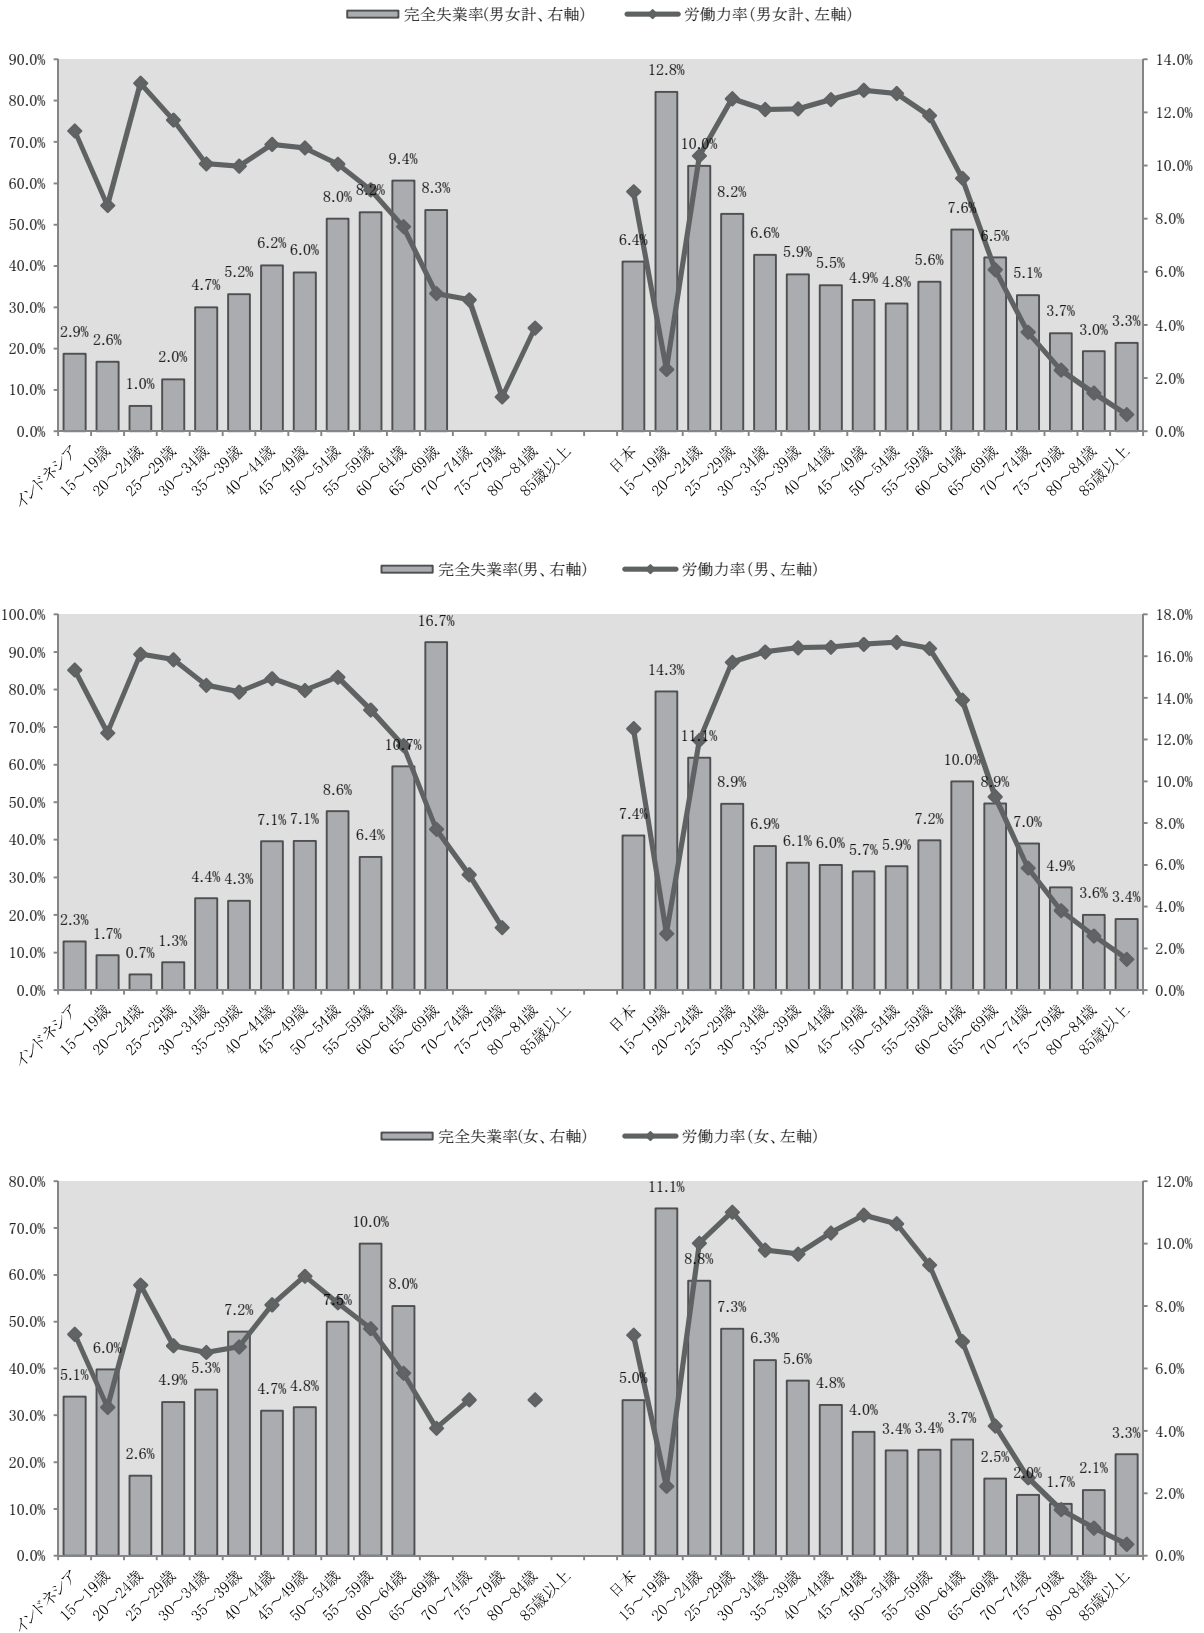 完全失業率(男女計、右軸) 労働力率(男女計、左軸)
90.0% 14.0%
80.0% 12.0%
70.0% 10.0%
60.0% 8.0%
50.0% 6.0%
40.0% 4.0%
30.0% 2.0%
20.0% 0.0%
10.0%
0.0%
2.9% 2.6% 1.0% 2.0% 4.7% 5.2% 6.2% 6.0% 8.0% 8.2% 9.4% 8.3%
6.4% 12.8% 10.0% 8.2% 6.6% 5.9% 5.5% 4.9% 4.8% 5.6% 7.6% 6.5% 5.1% 3.7% 3.0% 3.3%
インドネシア 15～19歳 20～24歳 25～29歳 30～34歳 35～39歳 40～44歳 45～49歳 50～54歳 55～59歳 60～64歳 65～69歳 70～74歳 75～79歳 80～84歳 85歳以上
日本 15～19歳 20～24歳 25～29歳 30～34歳 35～39歳 40～44歳 45～49歳 50～54歳 55～59歳 60～64歳 65～69歳 70～74歳 75～79歳 80～84歳 85歳以上
完全失業率(男、右軸) 労働力率(男、左軸)
100.0% 18.0%
90.0% 16.0%
80.0% 14.0%
70.0% 12.0%
60.0% 10.0%
50.0% 8.0%
40.0% 6.0%
30.0% 4.0%
20.0% 2.0%
10.0% 0.0%
0.0%
2.3% 1.7% 0.7% 1.3% 4.4% 4.3% 7.1% 7.1% 8.6% 6.4% 10.7% 16.7%
7.4% 14.3% 11.1% 8.9% 6.9% 6.1% 6.0% 5.7% 5.9% 7.2% 10.0% 8.9% 7.0% 4.9% 3.6% 3.4%
インドネシア 15～19歳 20～24歳 25～29歳 30～34歳 35～39歳 40～44歳 45～49歳 50～54歳 55～59歳 60～64歳 65～69歳 70～74歳 75～79歳 80～84歳 85歳以上
日本 15～19歳 20～24歳 25～29歳 30～34歳 35～39歳 40～44歳 45～49歳 50～54歳 55～59歳 60～64歳 65～69歳 70～74歳 75～79歳 80～84歳 85歳以上
完全失業率(女、右軸) 労働力率(女、左軸)
80.0% 12.0%
70.0% 10.0%
60.0% 8.0%
50.0% 6.0%
40.0% 4.0%
30.0% 2.0%
20.0% 0.0%
10.0%
0.0%
5.1% 6.0% 2.6% 4.9% 5.3% 7.2% 4.7% 4.8% 7.5% 10.0% 8.0%
5.0% 11.1% 8.8% 7.3% 6.3% 5.6% 4.8% 4.0% 3.4% 3.4% 3.7% 2.5% 2.0% 1.7% 2.1% 3.3%
インドネシア 15～19歳 20～24歳 25～29歳 30～34歳 35～39歳 40～44歳 45～49歳 50～54歳 55～59歳 60～64歳 65～69歳 70～74歳 75～79歳 80～84歳 85歳以上
日本 15～19歳 20～24歳 25～29歳 30～34歳 35～39歳 40～44歳 45～49歳 50～54歳 55～59歳 60～64歳 65～69歳 70～74歳 75～79歳 80～84歳 85歳以上